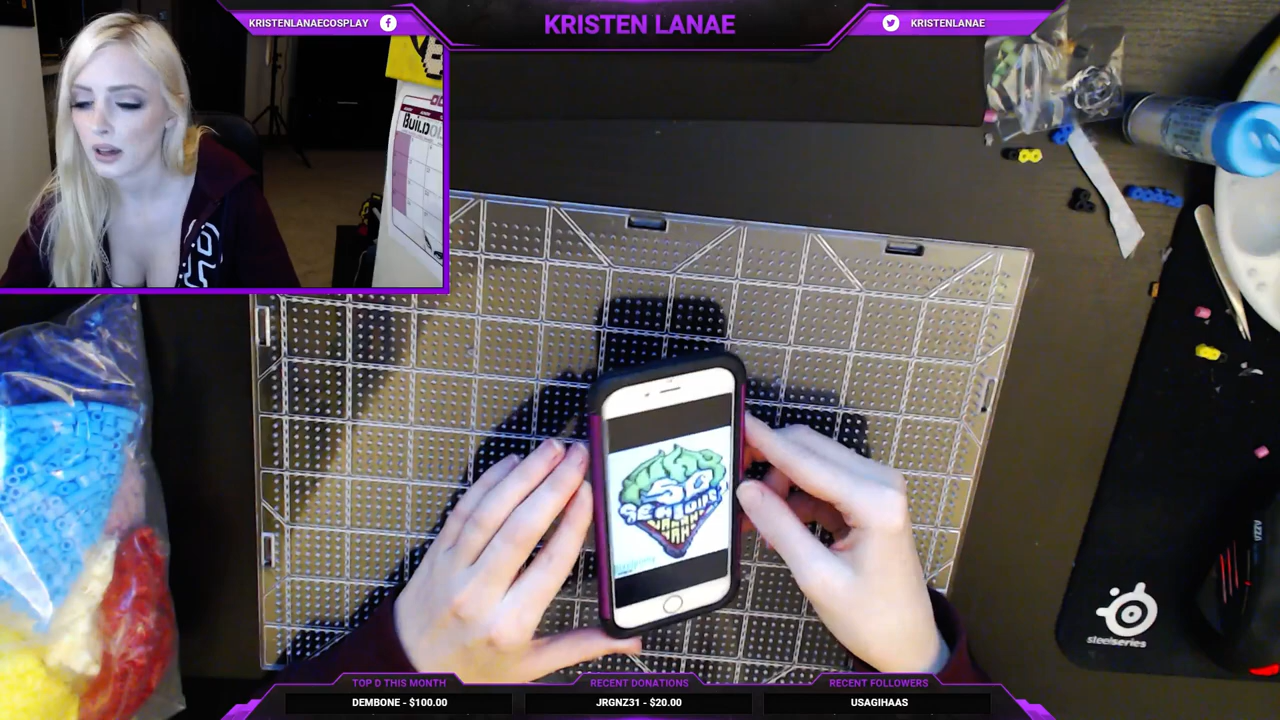 KRISTENLANAECOSPLAY
KRISTEN LANAE
KRISTENLANAE
BUILD
steelseries
TOP D THIS MONTH
RECENT DONATIONS
RECENT FOLLOWERS
DEMBONE - $100.00
JRGNZ31 - $20.00
USAGIHAAS